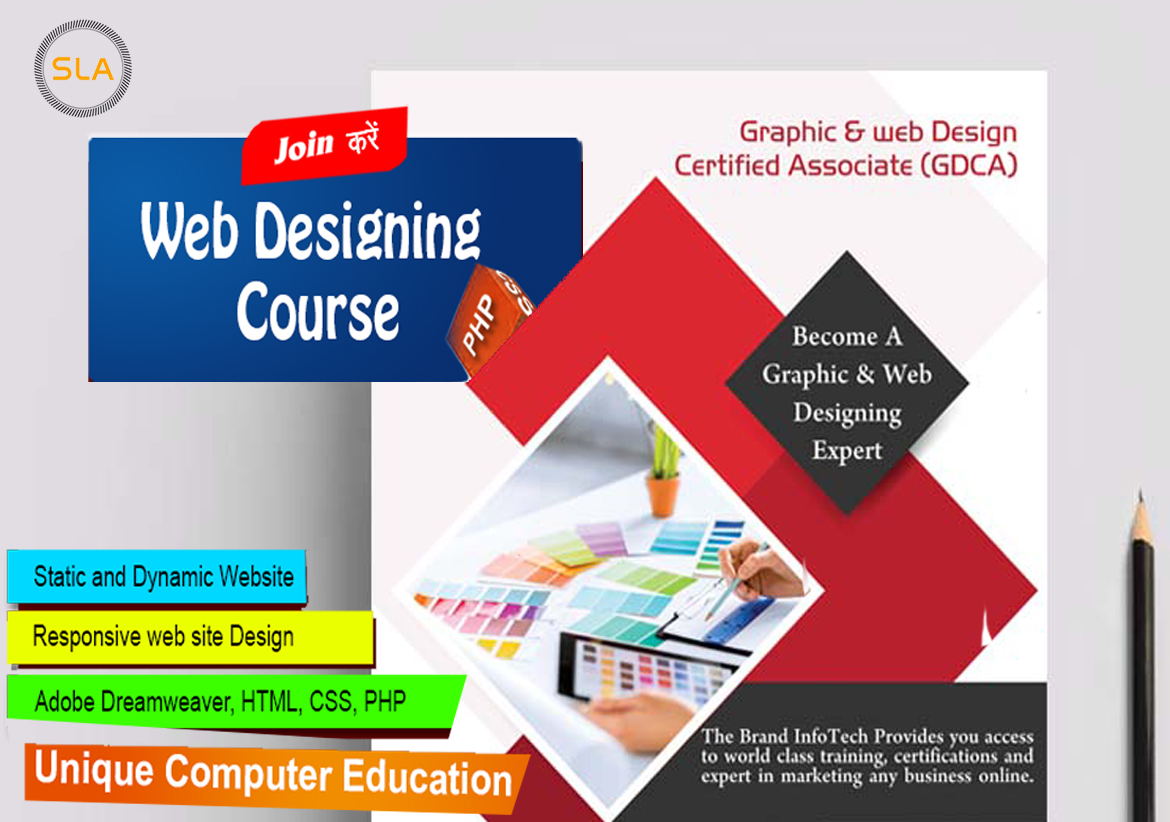 SLA
Join करें
Web Designing
Course
PHP
CSS
Graphic & web Design
Certified Associate (GDCA)
Become A
Graphic & Web
Designing
Expert
Static and Dynamic Website
Responsive web site Design
Adobe Dreamweaver, HTML, CSS, PHP
Unique Computer Education
The Brand InfoTech Provides you access
to world class training, certifications and
expert in marketing any business online.